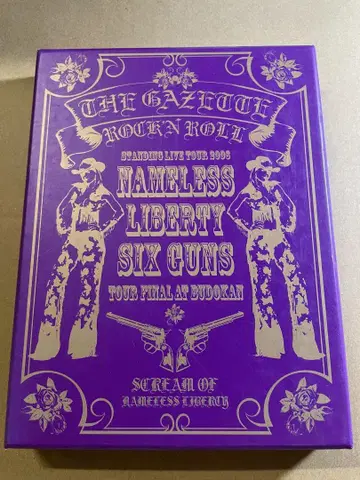 THE GAZETTE
ROCK N ROLL
STANDING LIVE TOUR 2006
NAMELESS
LIBERTY
SIX GUNS
TOUR FINAL AT BUDOKAN
SCREAM OF
NAMELESS LIBERTY